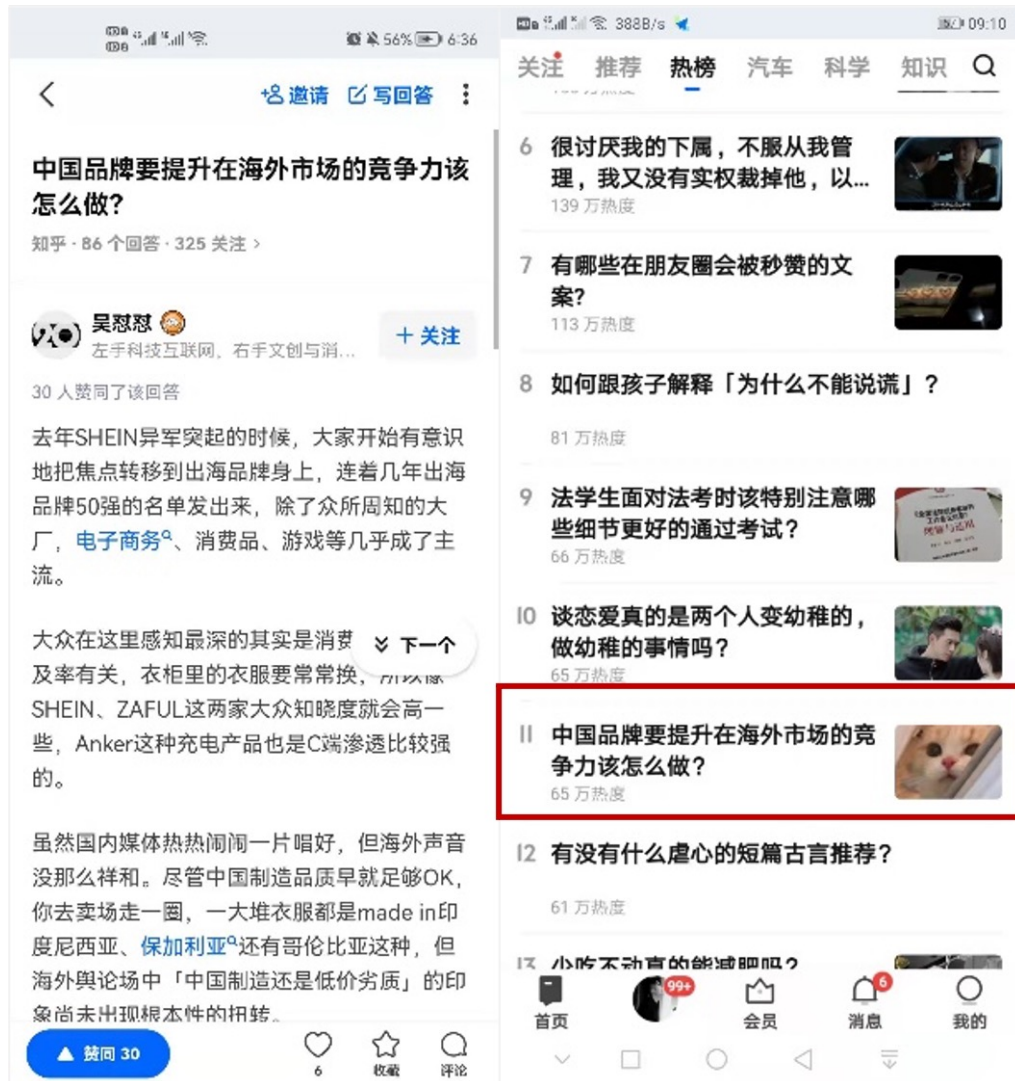 56% 6:36
邀请 写回答
中国品牌要提升在海外市场的竞争力该
怎么做?
知乎 · 86 个回答 · 325 关注 >
吴怼怼
左手科技互联网，右手文创与消...
+ 关注
30 人赞同了该回答
去年SHEIN异军突起的时候，大家开始有意识
地把焦点转移到出海品牌身上，连着几年出海
品牌50强的名单发出来，除了众所周知的大
厂，电子商务、消费品、游戏等几乎成了主
流。
大众在这里感知最深的其实是消费
下一个
及率有关，衣柜里的衣服要常常换，所以像
SHEIN、ZAFUL这两家大众知晓度就会高一
些，Anker这种充电产品也是C端渗透比较强
的。
虽然国内媒体热热闹闹一片唱好，但海外声音
没那么祥和。尽管中国制造品质早就足够OK，
你去卖场走一圈，一大堆衣服都是made in印
度尼西亚、保加利亚还有哥伦比亚这种，但
海外舆论场中「中国制造还是低价劣质」的印
象尚未出现根本性的扭转。
赞同 30
6
收藏
评论
388B/s 09:10
关注 推荐 热榜 汽车 科学 知识
6 很讨厌我的下属，不服从我管
理，我又没有实权裁掉他，以...
139 万热度
7 有哪些在朋友圈会被秒赞的文
案?
113 万热度
8 如何跟孩子解释「为什么不能说谎」?
81 万热度
9 法学生面对法考时该特别注意哪
些细节更好的通过考试?
66 万热度
10 谈恋爱真的是两个人变幼稚的，
做幼稚的事情吗?
65 万热度
11 中国品牌要提升在海外市场的竞
争力该怎么做?
65 万热度
12 有没有什么虐心的短篇古言推荐?
61 万热度
13 少吃不动真的能减肥吗?
99+
6
首页 会员 消息 我的